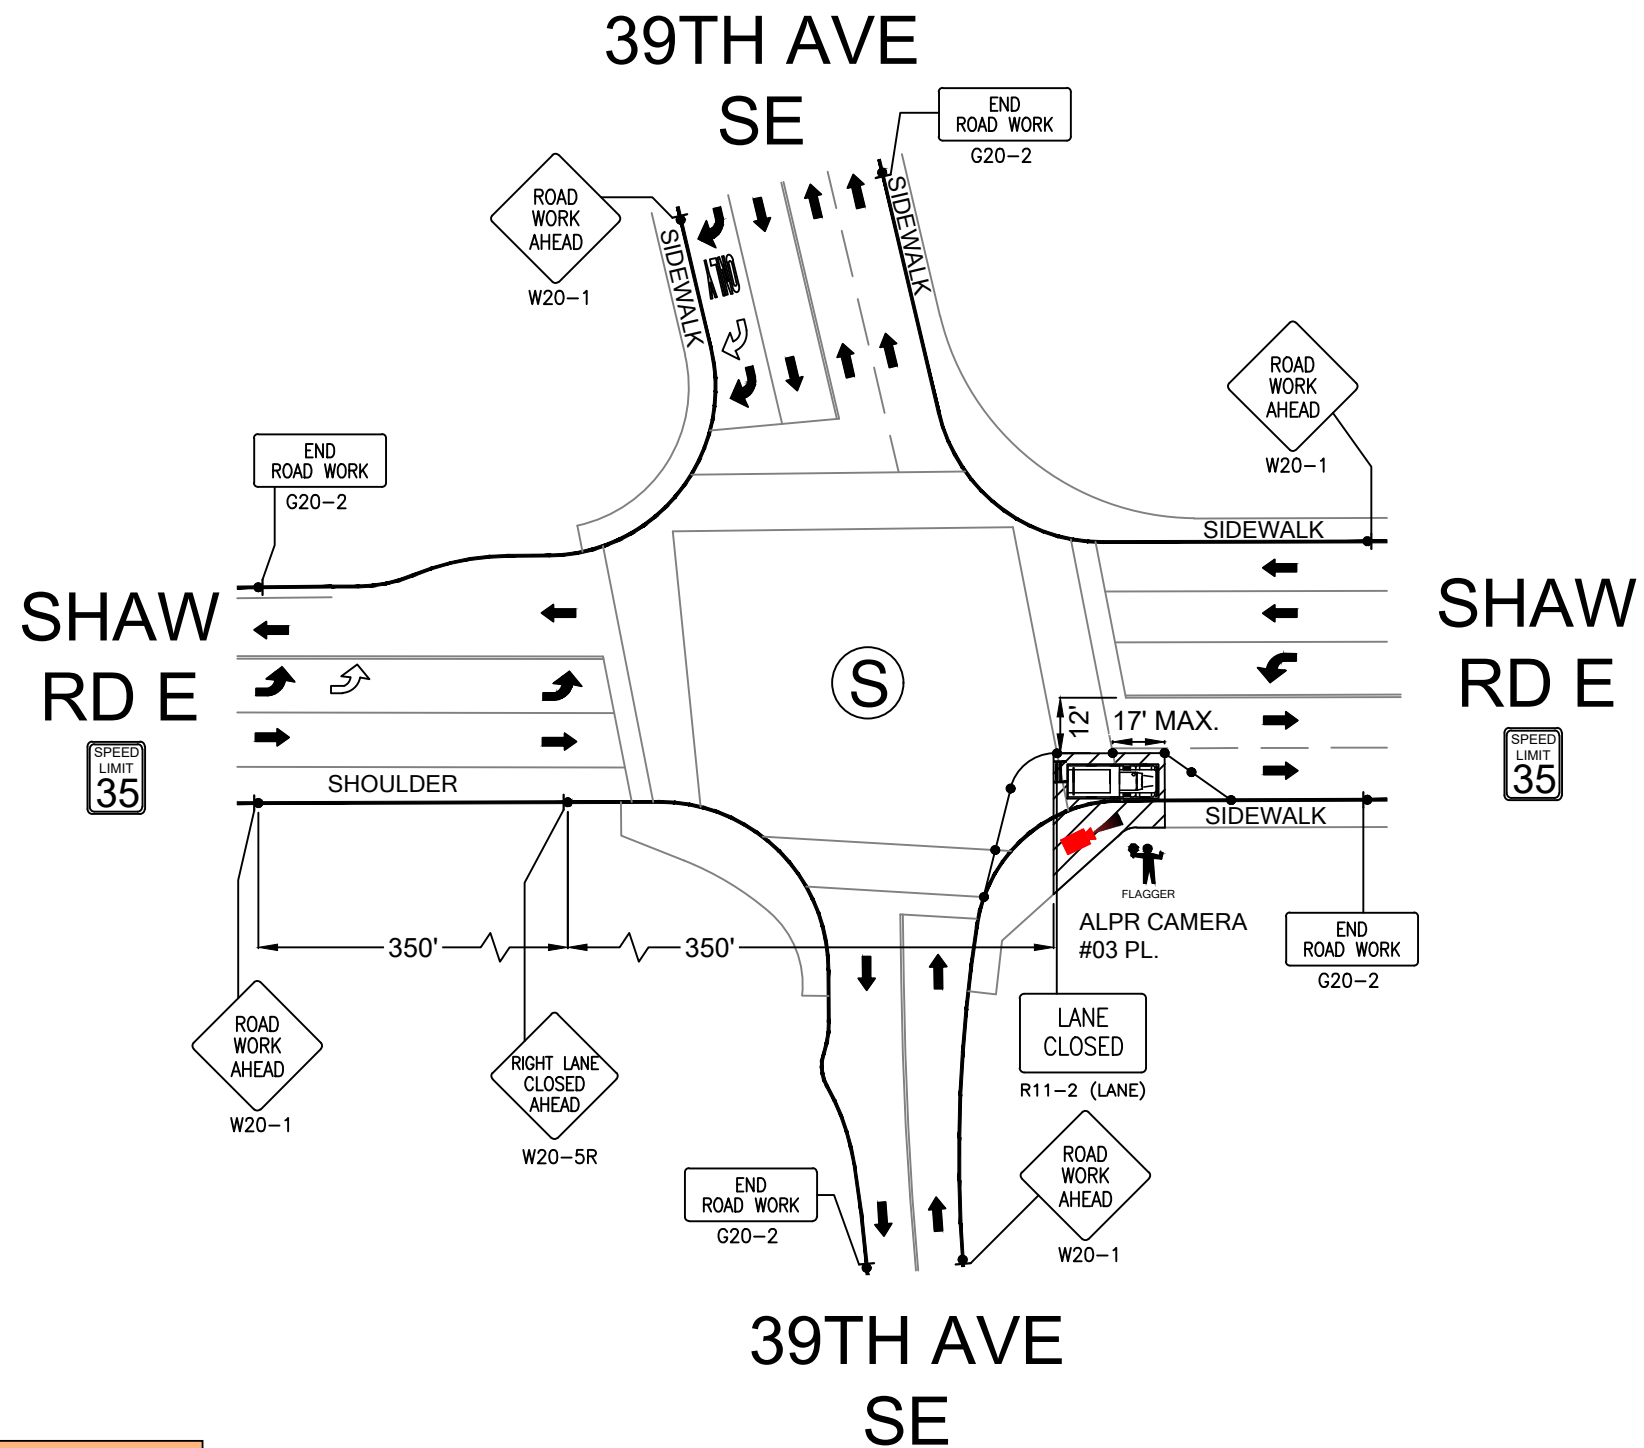 39TH AVE
SE
END
ROAD WORK
G20-2
ROAD
WORK
AHEAD
W20-1
SIDEWALK
SIDEWALK
ONLY
ROAD
WORK
AHEAD
W20-1
END
ROAD WORK
G20-2
SIDEWALK
SHAW
RD E
SPEED
LIMIT
35
SHAW
RD E
SPEED
LIMIT
35
S
12'
17' MAX.
SHOULDER
SIDEWALK
FLAGGER
ALPR CAMERA
#03 PL.
350'
350'
END
ROAD WORK
G20-2
LANE
CLOSED
R11-2 (LANE)
ROAD
WORK
AHEAD
W20-1
RIGHT LANE
CLOSED
AHEAD
W20-5R
END
ROAD WORK
G20-2
ROAD
WORK
AHEAD
W20-1
39TH AVE
SE